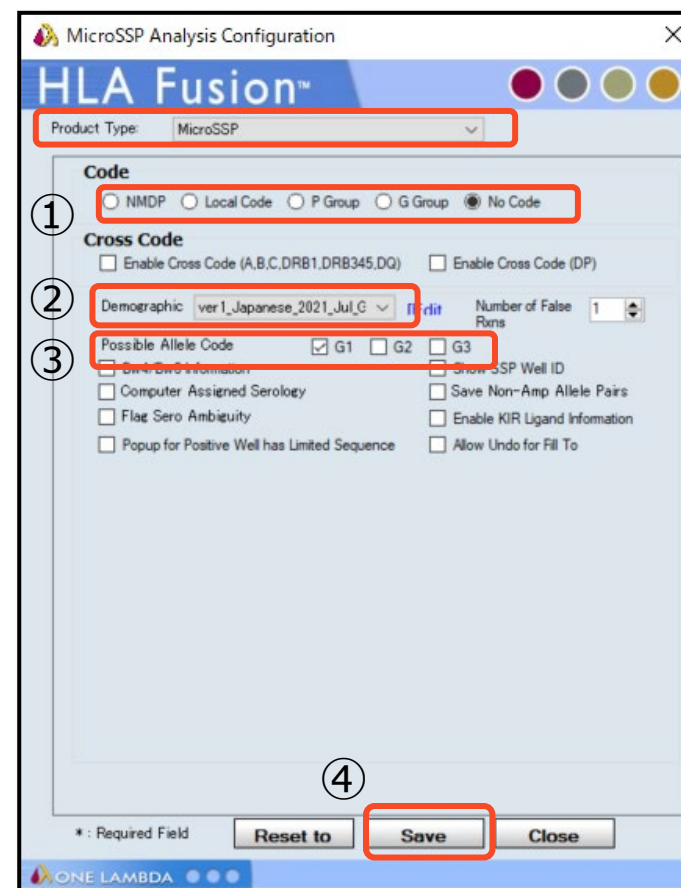 MicroSSP Analysis Configuration
HLA Fusion™
Product Type: MicroSSP
Code
① NMDP Local Code P Group G Group No Code
Cross Code
Enable Cross Code (A,B,C,DRB1,DRB345,DQ) Enable Cross Code (DP)
② Demographic ver1_Japanese_2021_Jul_G Edit Number of False Rxns 1
③ Possible Allele Code G1 G2 G3
Bw4/Bw6 Information Show SSP Well ID
Computer Assigned Serology Save Non-Amp Allele Pairs
Flag Sero Ambiguity Enable KIR Ligand Information
Popup for Positive Well has Limited Sequence Allow Undo for Fill To
④
* : Required Field Reset to Save Close
ONE LAMBDA